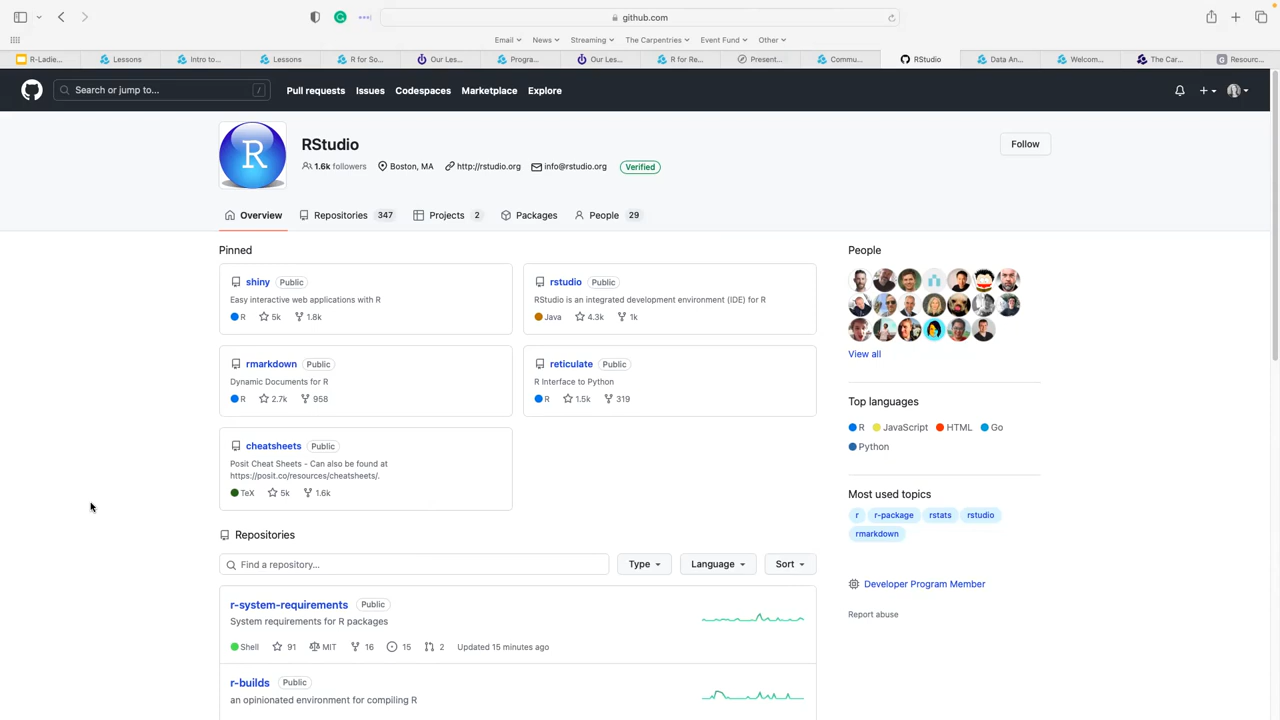 github.com
Email News Streaming The Carpentries Event Fund Other
R-Ladie... Lessons Intro to... Lessons R for So... Our Les... Progra... Our Les... R for Re... Present... Commu... RStudio Data An... Welcom... The Car... Resourc...
Search or jump to... / Pull requests Issues Codespaces Marketplace Explore
R
RStudio
Follow
1.6k followers Boston, MA http://rstudio.org info@rstudio.org Verified
Overview Repositories 347 Projects 2 Packages People 29
Pinned
shiny Public
Easy interactive web applications with R
R 5k 1.8k
rstudio Public
RStudio is an integrated development environment (IDE) for R
Java 4.3k 1k
rmarkdown Public
Dynamic Documents for R
R 2.7k 958
reticulate Public
R Interface to Python
R 1.5k 319
cheatsheets Public
Posit Cheat Sheets - Can also be found at
https://posit.co/resources/cheatsheets/.
TeX 5k 1.6k
Repositories
Find a repository... Type Language Sort
r-system-requirements Public
System requirements for R packages
Shell 91 MIT 16 15 2 Updated 15 minutes ago
r-builds Public
an opinionated environment for compiling R
People
View all
Top languages
R JavaScript HTML Go
Python
Most used topics
r r-package rstats rstudio
rmarkdown
Developer Program Member
Report abuse